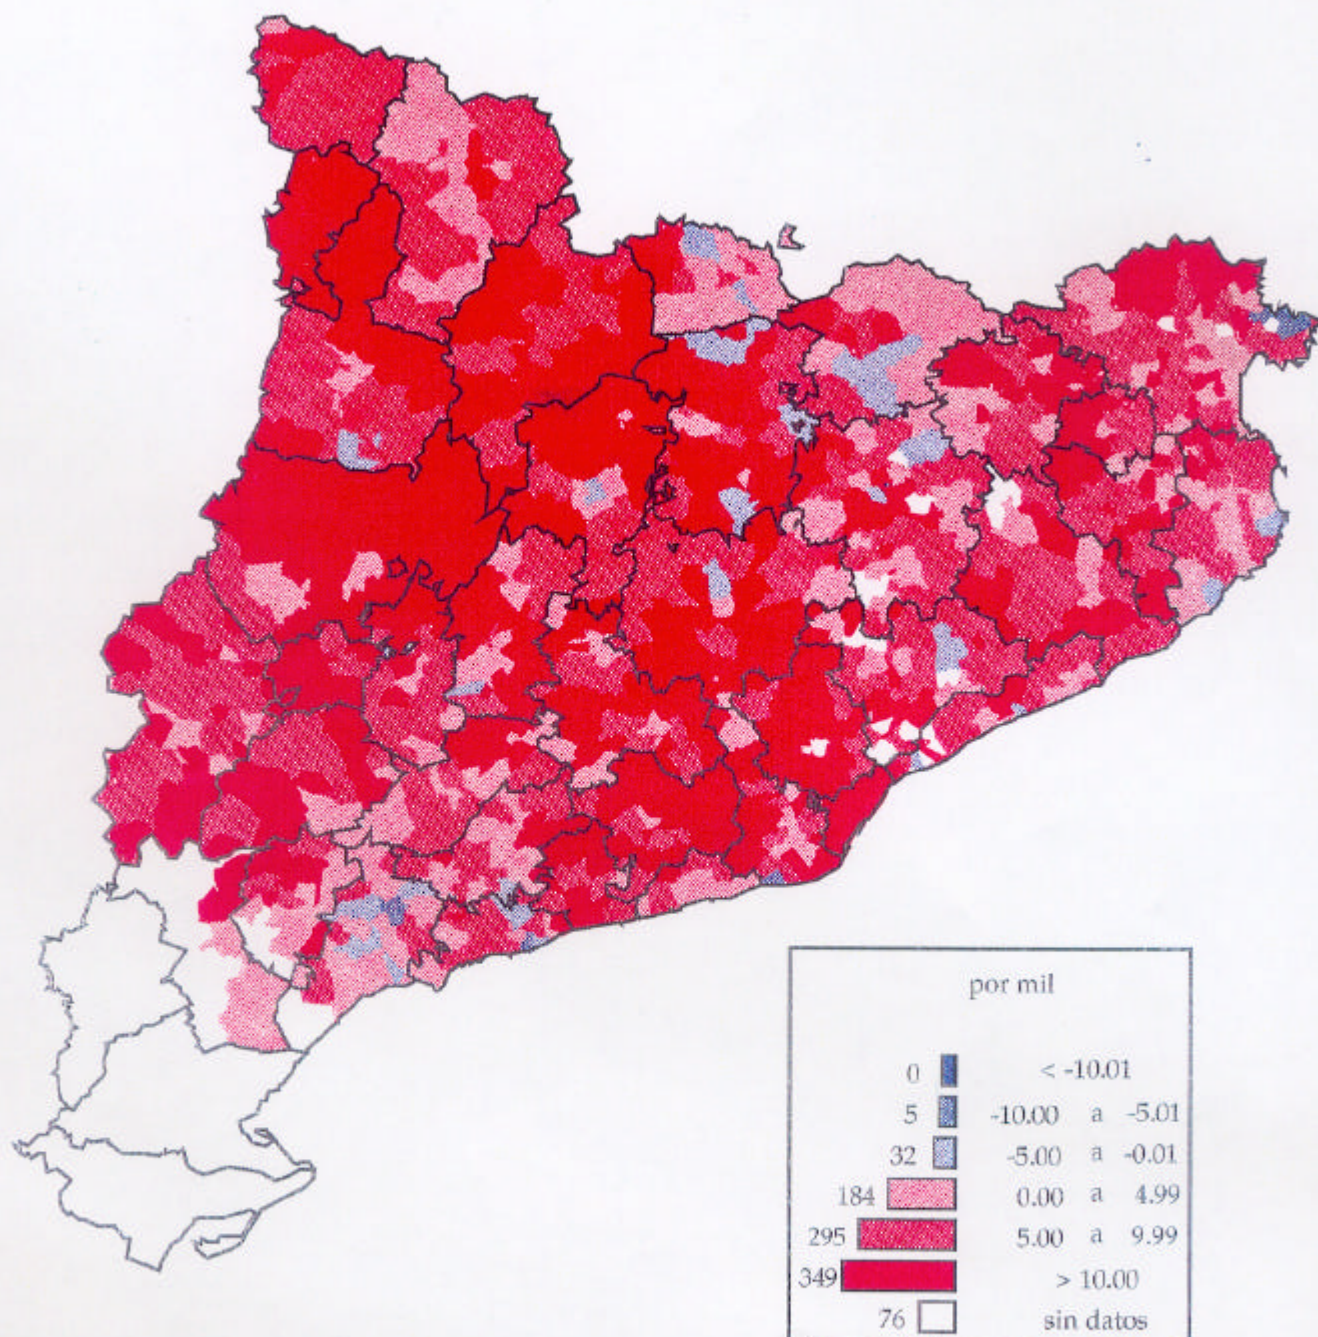 por mil
0 < -10.01
5 -10.00 a -5.01
32 -5.00 a -0.01
184 0.00 a 4.99
295 5.00 a 9.99
349 > 10.00
76 sin datos